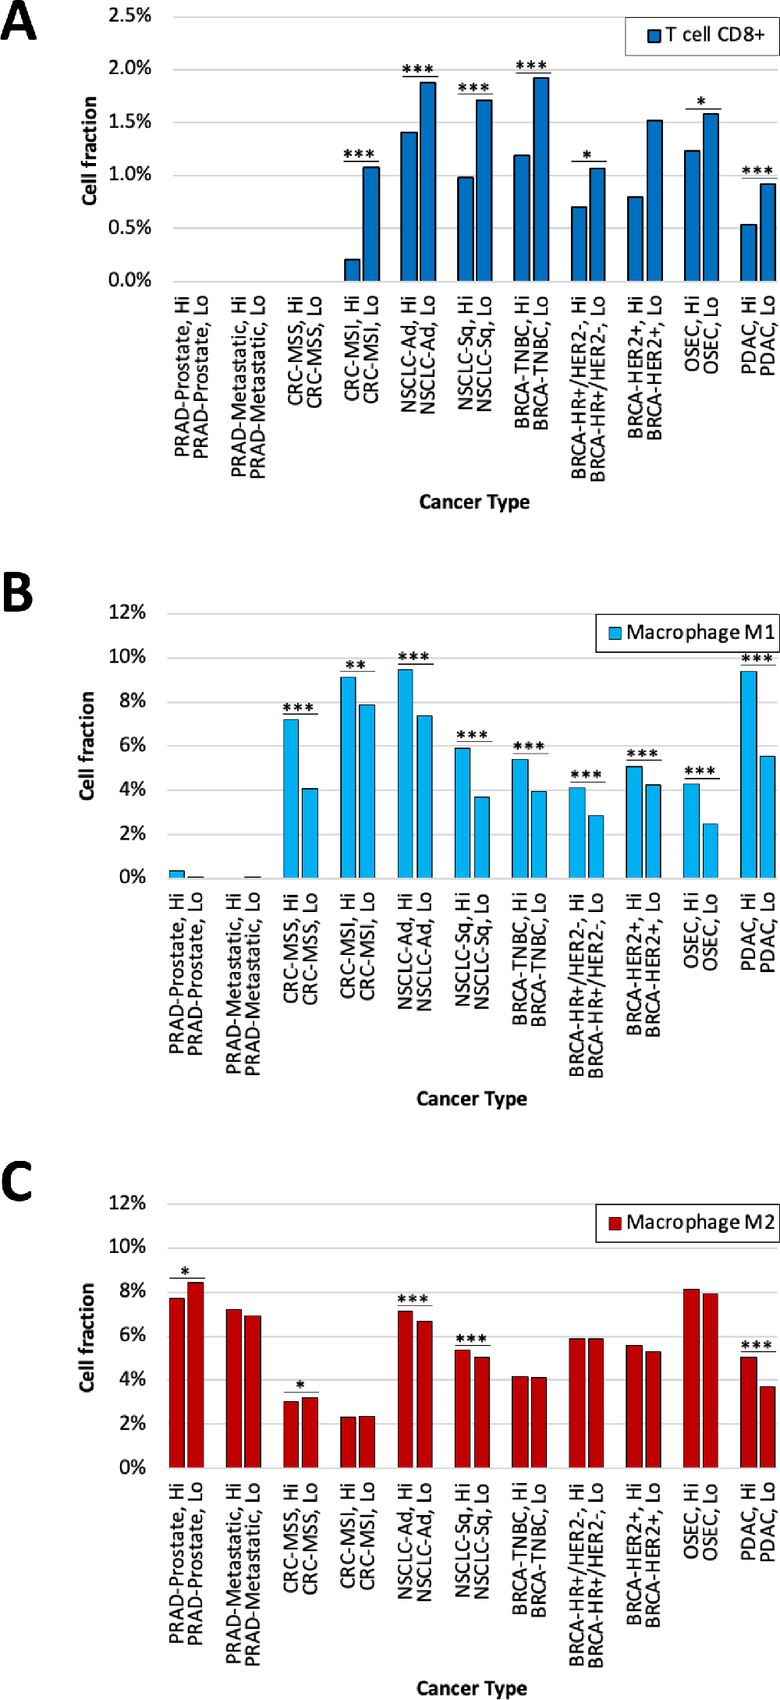 A
2.5%
T cell CD8+
2.0%
1.5%
1.0%
0.5%
0.0%
Cell fraction
***
***
***
***
*
*
***
PRAD-Prostate, Hi
PRAD-Prostate, Lo
PRAD-Metastatic, Hi
PRAD-Metastatic, Lo
CRC-MSS, Hi
CRC-MSS, Lo
CRC-MSI, Hi
CRC-MSI, Lo
NSCLC-Ad, Hi
NSCLC-Ad, Lo
NSCLC-Sq, Hi
NSCLC-Sq, Lo
BRCA-TNBC, Hi
BRCA-TNBC, Lo
BRCA-HR+/HER2-, Hi
BRCA-HR+/HER2-, Lo
BRCA-HER2+, Hi
BRCA-HER2+, Lo
OSEC, Hi
OSEC, Lo
PDAC, Hi
PDAC, Lo
Cancer Type
B
12%
Macrophage M1
10%
8%
6%
4%
2%
0%
Cell fraction
***
**
***
***
***
***
***
***
***
PRAD-Prostate, Hi
PRAD-Prostate, Lo
PRAD-Metastatic, Hi
PRAD-Metastatic, Lo
CRC-MSS, Hi
CRC-MSS, Lo
CRC-MSI, Hi
CRC-MSI, Lo
NSCLC-Ad, Hi
NSCLC-Ad, Lo
NSCLC-Sq, Hi
NSCLC-Sq, Lo
BRCA-TNBC, Hi
BRCA-TNBC, Lo
BRCA-HR+/HER2-, Hi
BRCA-HR+/HER2-, Lo
BRCA-HER2+, Hi
BRCA-HER2+, Lo
OSEC, Hi
OSEC, Lo
PDAC, Hi
PDAC, Lo
Cancer Type
C
12%
Macrophage M2
10%
8%
6%
4%
2%
0%
Cell fraction
*
*
***
***
***
PRAD-Prostate, Hi
PRAD-Prostate, Lo
PRAD-Metastatic, Hi
PRAD-Metastatic, Lo
CRC-MSS, Hi
CRC-MSS, Lo
CRC-MSI, Hi
CRC-MSI, Lo
NSCLC-Ad, Hi
NSCLC-Ad, Lo
NSCLC-Sq, Hi
NSCLC-Sq, Lo
BRCA-TNBC, Hi
BRCA-TNBC, Lo
BRCA-HR+/HER2-, Hi
BRCA-HR+/HER2-, Lo
BRCA-HER2+, Hi
BRCA-HER2+, Lo
OSEC, Hi
OSEC, Lo
PDAC, Hi
PDAC, Lo
Cancer Type